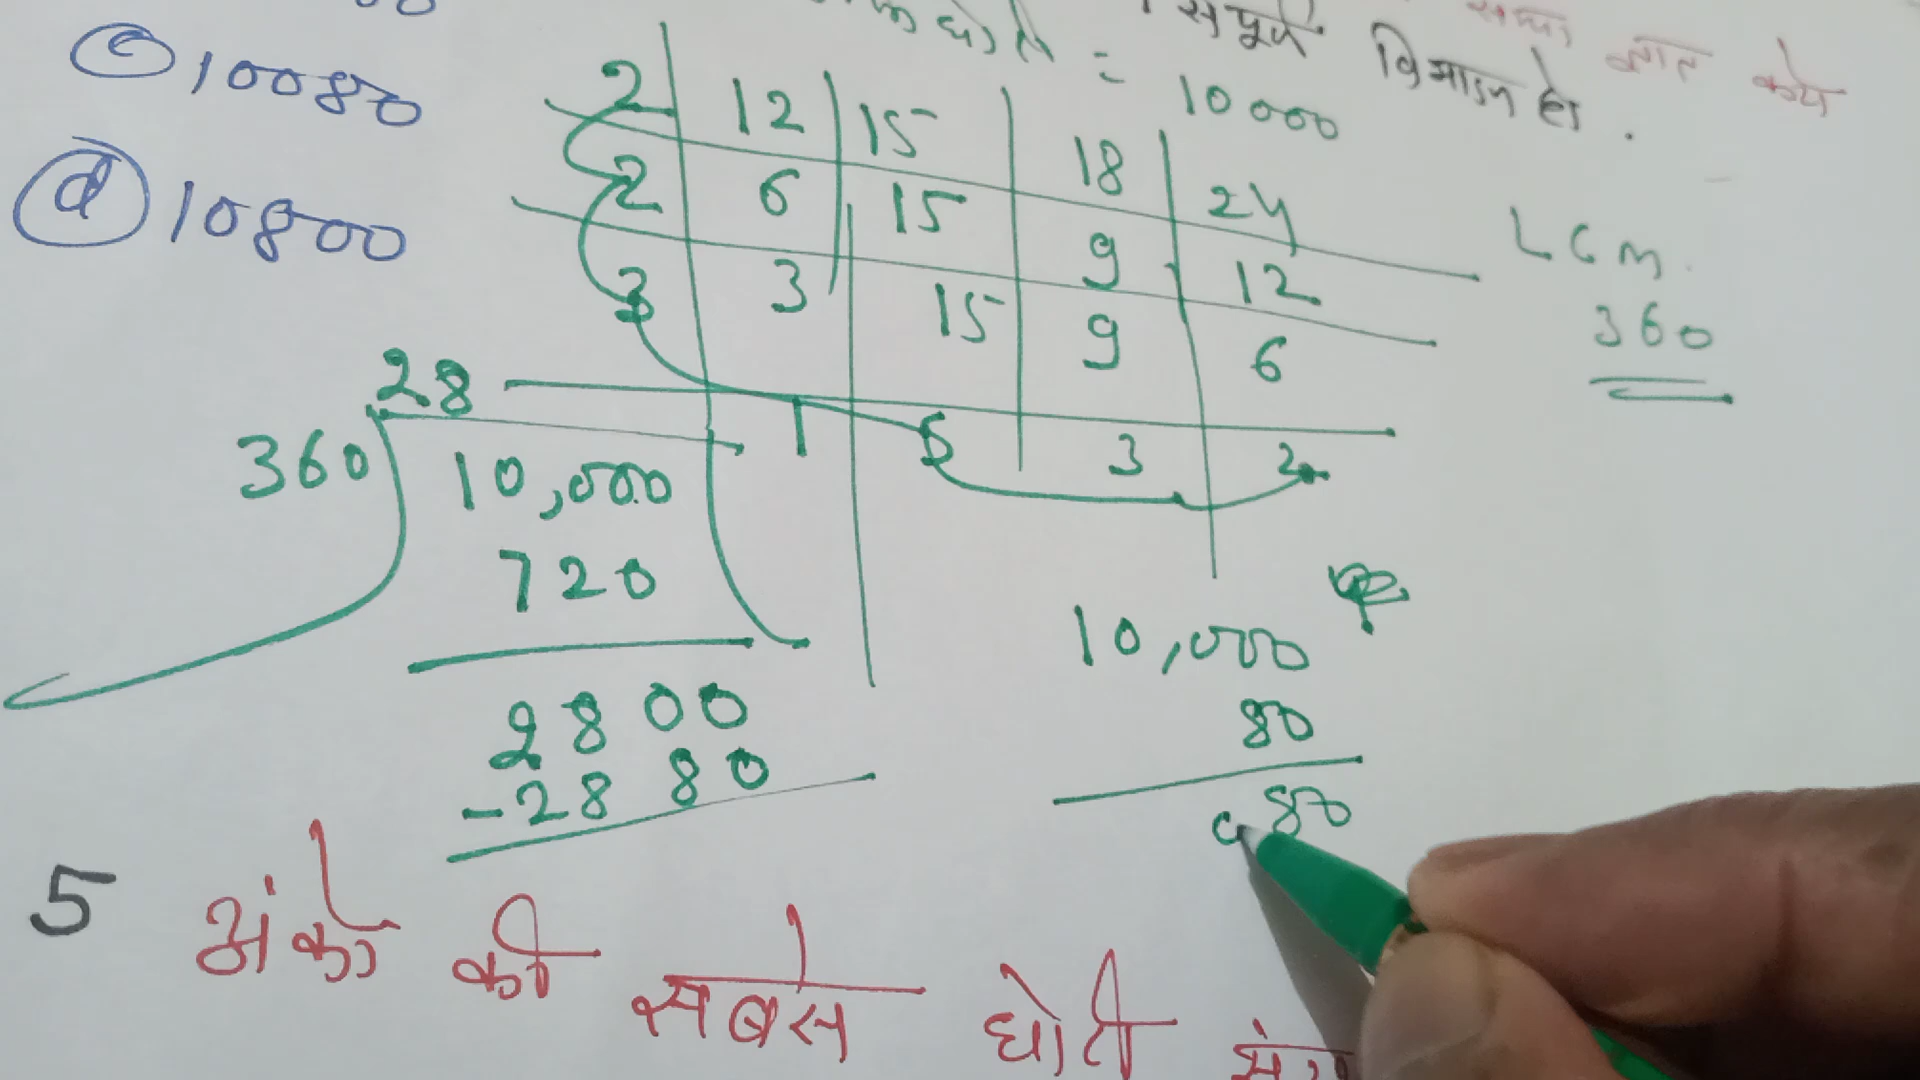 सम्पूर्ण विभाजन हो.
ज्ञात करो
= 10000
(c) 10080
(d) 10800
2 | 12 | 15 | 18 | 24
2 | 6 | 15 | 9 | 12
3 | 3 | 15 | 9 | 6
1 5 3 2
LCM
360
28
360 10,000
720
2800
-2880
10,000
80
80
5 अंको की सबसे छोटी